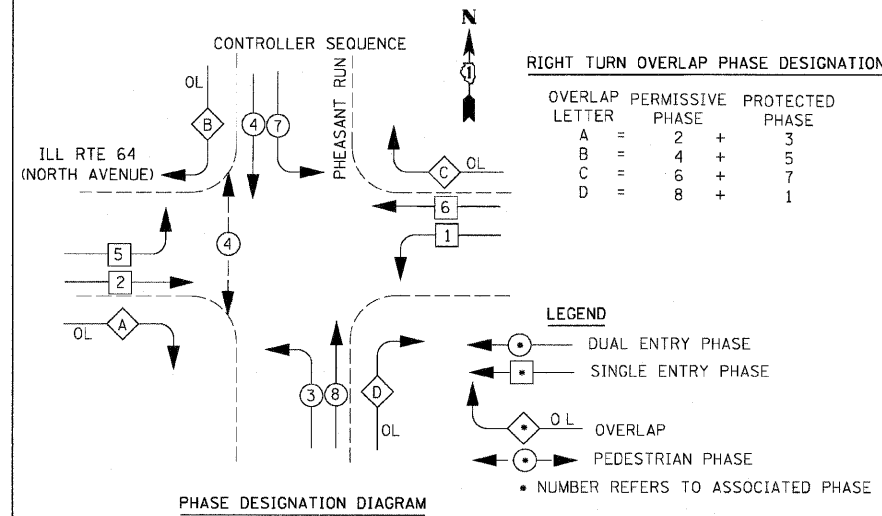 CONTROLLER SEQUENCE
N
1
RIGHT TURN OVERLAP PHASE DESIGNATION
OVERLAP LETTER PERMISSIVE PHASE PROTECTED PHASE
A = 2 + 3
B = 4 + 5
C = 6 + 7
D = 8 + 1
OL
B
4
7
PHEASANT RUN
C OL
ILL RTE 64
(NORTH AVENUE)
6
1
4
5
2
OL A
3
8
D
OL
LEGEND
* DUAL ENTRY PHASE
* SINGLE ENTRY PHASE
* OL OVERLAP
* PEDESTRIAN PHASE
* NUMBER REFERS TO ASSOCIATED PHASE
PHASE DESIGNATION DIAGRAM